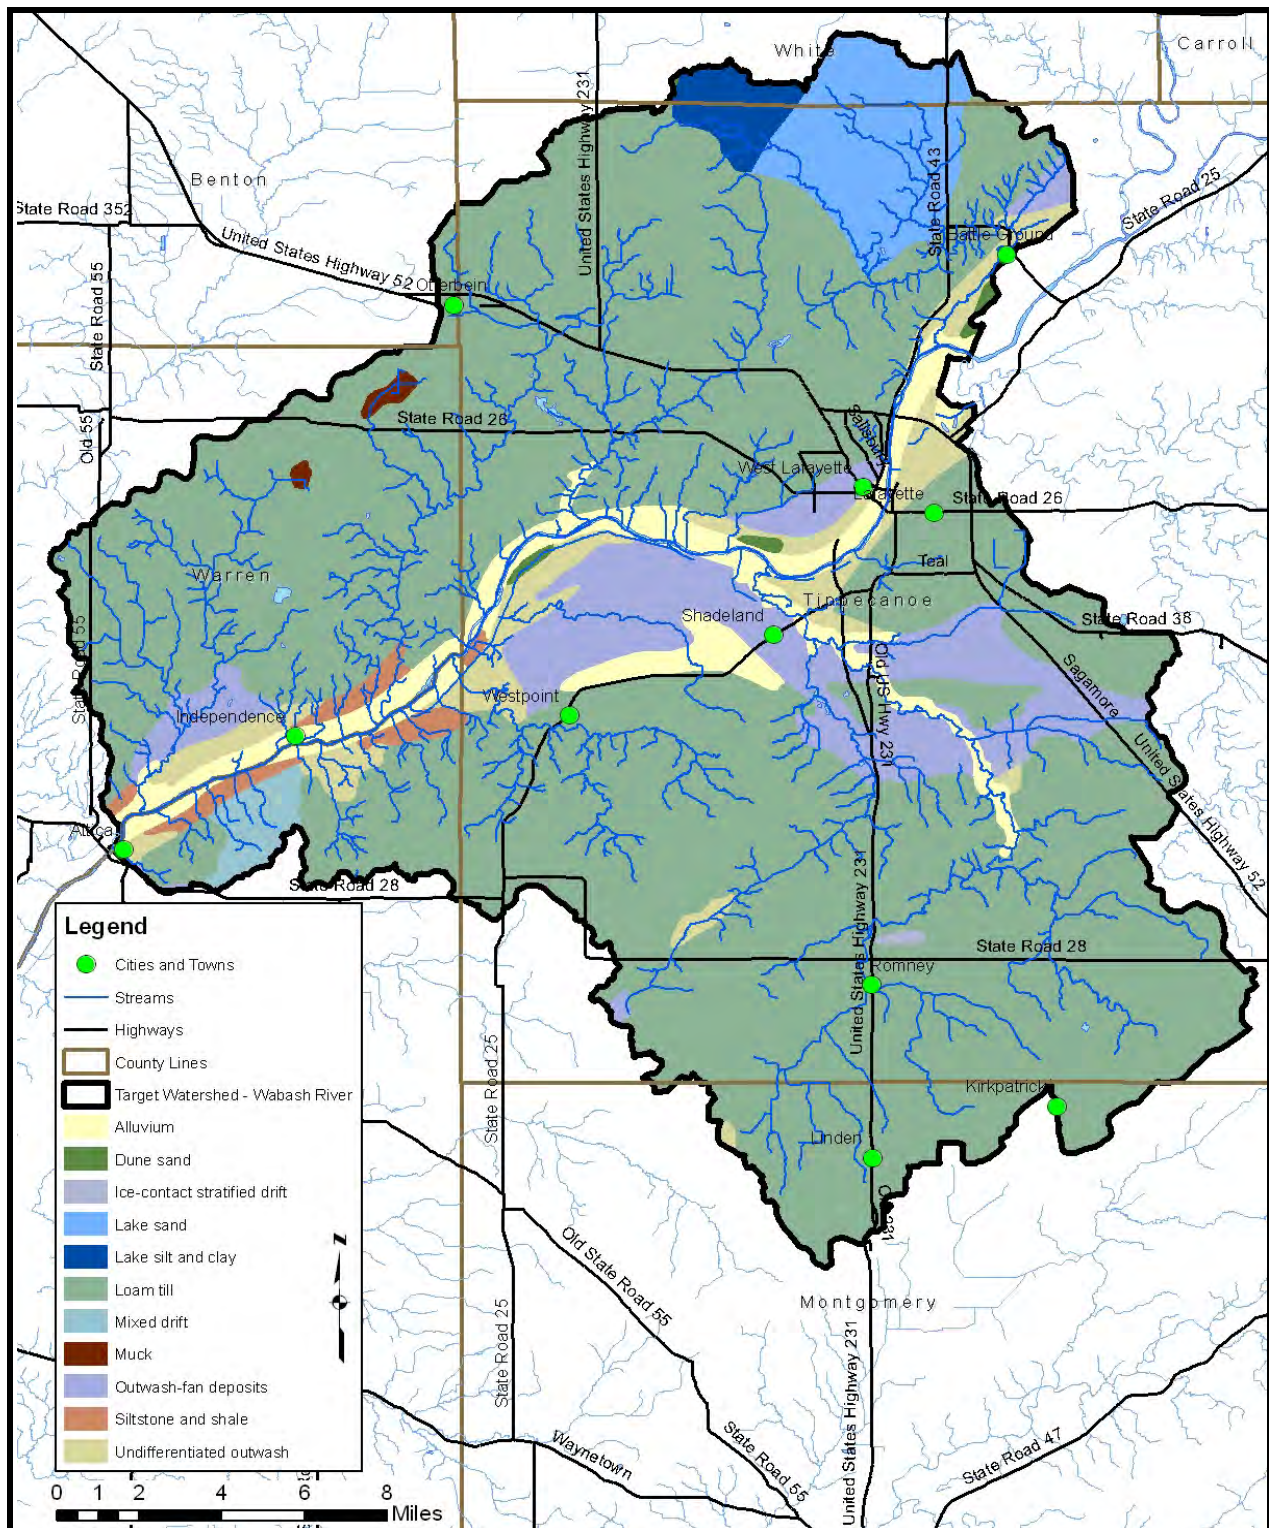 White
Carroll
United States Highway 231
Benton
State Road 43
State Road 25
State Road 352
United States Highway 52
Battle Ground
Otterbein
State Road 55
State Road 26
Old 55
Salisbury
West Lafayette
Lafayette
State Road 26
Teal
Warren
Tippecanoe
Shadeland
State Road 38
State Road 55
Old US Hwy 231
Sagamore
Westpoint
Independence
United States Highway 52
Attica
State Road 28
United States Highway 231
State Road 28
Romney
State Road 25
Kirkpatrick
Linden
Old State Road 55
Montgomery
State Road 25
United States Highway 231
State Road 55
State Road 47
Waynetown
Legend
Cities and Towns
Streams
Highways
County Lines
Target Watershed - Wabash River
Alluvium
Dune sand
Ice-contact stratified drift
Lake sand
Lake silt and clay
Loam till
Mixed drift
Muck
Outwash-fan deposits
Siltstone and shale
Undifferentiated outwash
N
0 1 2 4 6 8 Miles